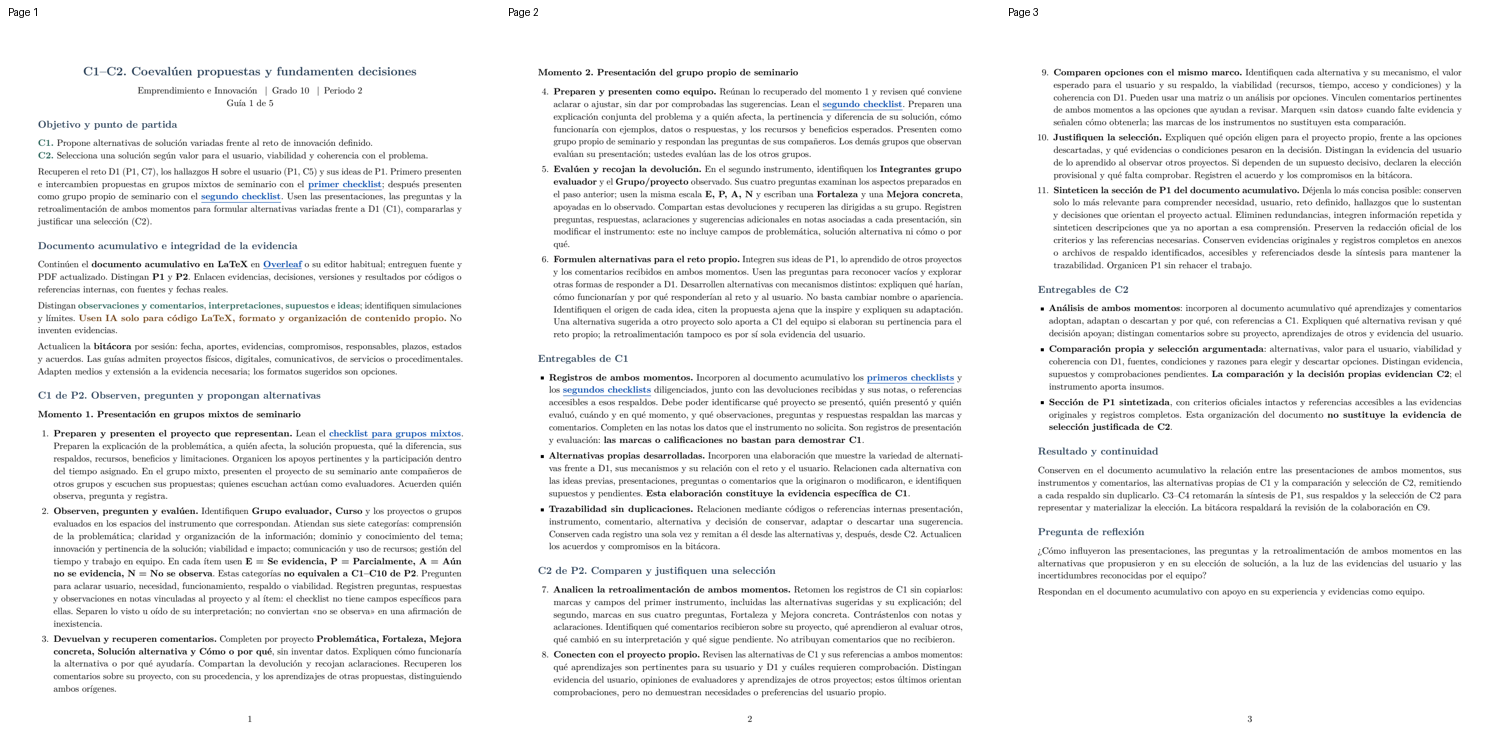 Page 1
C1–C2. Coevalúen propuestas y fundamenten decisiones
Emprendimiento e Innovación | Grado 10 | Periodo 2
Guía 1 de 5
Objetivo y punto de partida
C1. Propone alternativas de solución variadas frente al reto de innovación definido.
C2. Selecciona una solución según valor para el usuario, viabilidad y coherencia con el problema.
Recuperen el reto D1 (P1, C7), los hallazgos H sobre el usuario (P1, C5) y sus ideas de P1. Primero presenten
e intercambien propuestas en grupos mixtos de seminario con el primer checklist; después presenten
como grupo propio de seminario con el segundo checklist. Usen las presentaciones, las preguntas y la
retroalimentación de ambos momentos para formular alternativas variadas frente a D1 (C1), compararlas y
justificar una selección (C2).
Documento acumulativo e integridad de la evidencia
Continúen el documento acumulativo en LaTeX en Overleaf o su editor habitual; entreguen fuente y
PDF actualizado. Distingan P1 y P2. Enlacen evidencias, decisiones, versiones y resultados por códigos o
referencias internas, con fuentes y fechas reales.
Distingan observaciones y comentarios, interpretaciones, supuestos e ideas; identifiquen simulaciones
y límites. Usen IA solo para código LaTeX, formato y organización de contenido propio. No
inventen evidencias.
Actualicen la bitácora por sesión: fecha, aportes, evidencias, compromisos, responsables, plazos, estados
y acuerdos. Las guías admiten proyectos físicos, digitales, comunicativos, de servicios o procedimentales.
Adapten medios y extensión a la evidencia necesaria; los formatos sugeridos son opciones.
C1 de P2. Observen, pregunten y propongan alternativas
Momento 1. Presentación en grupos mixtos de seminario
1. Preparen y presenten el proyecto que representan. Lean el checklist para grupos mixtos.
Preparen la explicación de la problemática, a quién afecta, la solución propuesta, qué la diferencia, sus
respaldos, recursos, beneficios y limitaciones. Organicen los apoyos pertinentes y la participación dentro
del tiempo asignado. En el grupo mixto, presenten el proyecto de su seminario ante compañeros de
otros grupos y escuchen sus propuestas; quienes escuchan actúan como evaluadores. Acuerden quién
observa, pregunta y registra.
2. Observen, pregunten y evalúen. Identifiquen Grupo evaluador, Curso y los proyectos o grupos
evaluados en los espacios del instrumento que correspondan. Atiendan sus siete categorías: comprensión
de la problemática; claridad y organización de la información; dominio y conocimiento del tema;
innovación y pertinencia de la solución; viabilidad e impacto; comunicación y uso de recursos; gestión del
tiempo y trabajo en equipo. En cada ítem usen E = Se evidencia, P = Parcialmente, A = Aún
no se evidencia, N = No se observa. Estas categorías no equivalen a C1–C10 de P2. Pregunten
para aclarar usuario, necesidad, funcionamiento, respaldo o viabilidad. Registren preguntas, respuestas
y observaciones en notas vinculadas al proyecto y al ítem: el checklist no tiene campos específicos para
ellas. Separen lo visto u oído de su interpretación; no conviertan «no se observa» en una afirmación de
inexistencia.
3. Devuelvan y recuperen comentarios. Completen por proyecto Problemática, Fortaleza, Mejora
concreta, Solución alternativa y Cómo o por qué, sin inventar datos. Expliquen cómo funcionaría
la alternativa o por qué ayudaría. Compartan la devolución y recojan aclaraciones. Recuperen los
comentarios sobre su proyecto, con su procedencia, y los aprendizajes de otras propuestas, distinguiendo
ambos orígenes.
1
Page 2
Momento 2. Presentación del grupo propio de seminario
4. Preparen y presenten como equipo. Reúnan lo recuperado del momento 1 y revisen qué conviene
aclarar o ajustar, sin dar por comprobadas las sugerencias. Lean el segundo checklist. Preparen una
explicación conjunta del problema y a quién afecta, la pertinencia y diferencia de su solución, cómo
funcionaría con ejemplos, datos o respuestas, y los recursos y beneficios esperados. Presenten como
grupo propio de seminario y respondan las preguntas de sus compañeros. Los demás grupos que observan
evalúan su presentación; ustedes evalúan las de los otros grupos.
5. Evalúen y recojan la devolución. En el segundo instrumento, identifiquen los Integrantes grupo
evaluador y el Grupo/proyecto observado. Sus cuatro preguntas examinan los aspectos preparados en
el paso anterior; usen la misma escala E, P, A, N y escriban una Fortaleza y una Mejora concreta,
apoyadas en lo observado. Compartan estas devoluciones y recuperen las dirigidas a su grupo. Registren
preguntas, respuestas, aclaraciones y sugerencias adicionales en notas asociadas a cada presentación, sin
modificar el instrumento: este no incluye campos de problemática, solución alternativa ni cómo o por
qué.
6. Formulen alternativas para el reto propio. Integren sus ideas de P1, lo aprendido de otros proyectos
y los comentarios recibidos en ambos momentos. Usen las preguntas para reconocer vacíos y explorar
otras formas de responder a D1. Desarrollen alternativas con mecanismos distintos: expliquen qué harían,
cómo funcionarían y por qué responderían al reto y al usuario. No basta cambiar nombre o apariencia.
Identifiquen el origen de cada idea, citen la propuesta ajena que la inspire y expliquen su adaptación.
Una alternativa sugerida a otro proyecto solo aporta a C1 del equipo si elaboran su pertinencia para el
reto propio; la retroalimentación tampoco es por sí sola evidencia del usuario.
Entregables de C1
▪ Registros de ambos momentos. Incorporen al documento acumulativo los primeros checklists y
los segundos checklists diligenciados, junto con las devoluciones recibidas y sus notas, o referencias
accesibles a esos respaldos. Debe poder identificarse qué proyecto se presentó, quién presentó y quién
evaluó, cuándo y en qué momento, y qué observaciones, preguntas y respuestas respaldan las marcas y
comentarios. Completen en las notas los datos que el instrumento no solicita. Son registros de presentación
y evaluación: las marcas o calificaciones no bastan para demostrar C1.
▪ Alternativas propias desarrolladas. Incorporen una elaboración que muestre la variedad de alternati-
vas frente a D1, sus mecanismos y su relación con el reto y el usuario. Relacionen cada alternativa con
las ideas previas, presentaciones, preguntas o comentarios que la originaron o modificaron, e identifiquen
supuestos y pendientes. Esta elaboración constituye la evidencia específica de C1.
▪ Trazabilidad sin duplicaciones. Relacionen mediante códigos o referencias internas presentación,
instrumento, comentario, alternativa y decisión de conservar, adaptar o descartar una sugerencia.
Conserven cada registro una sola vez y remitan a él desde las alternativas y, después, desde C2. Actualicen
los acuerdos y compromisos en la bitácora.
C2 de P2. Comparen y justifiquen una selección
7. Analicen la retroalimentación de ambos momentos. Retomen los registros de C1 sin copiarlos:
marcas y campos del primer instrumento, incluidas las alternativas sugeridas y su explicación; del
segundo, marcas en sus cuatro preguntas, Fortaleza y Mejora concreta. Contrástenlos con notas y
aclaraciones. Identifiquen qué comentarios recibieron sobre su proyecto, qué aprendieron al evaluar otros,
qué cambió en su interpretación y qué sigue pendiente. No atribuyan comentarios que no recibieron.
8. Conecten con el proyecto propio. Revisen las alternativas de C1 y sus referencias a ambos momentos:
qué aprendizajes son pertinentes para su usuario y D1 y cuáles requieren comprobación. Distingan
evidencia del usuario, opiniones de evaluadores y aprendizajes de otros proyectos; estos últimos orientan
comprobaciones, pero no demuestran necesidades o preferencias del usuario propio.
2
Page 3
9. Comparen opciones con el mismo marco. Identifiquen cada alternativa y su mecanismo, el valor
esperado para el usuario y su respaldo, la viabilidad (recursos, tiempo, acceso y condiciones) y la
coherencia con D1. Pueden usar una matriz o un análisis por opciones. Vinculen comentarios pertinentes
de ambos momentos a las opciones que ayudan a revisar. Marquen «sin datos» cuando falte evidencia y
señalen cómo obtenerla; las marcas de los instrumentos no sustituyen esta comparación.
10. Justifiquen la selección. Expliquen qué opción eligen para el proyecto propio, frente a las opciones
descartadas, y qué evidencias o condiciones pesaron en la decisión. Distingan la evidencia del usuario
de lo aprendido al observar otros proyectos. Si dependen de un supuesto decisivo, declaren la elección
provisional y qué falta comprobar. Registren el acuerdo y los compromisos en la bitácora.
11. Sinteticen la sección de P1 del documento acumulativo. Déjenla lo más concisa posible: conserven
solo lo más relevante para comprender necesidad, usuario, reto definido, hallazgos que lo sustentan
y decisiones que orientan el proyecto actual. Eliminen redundancias, integren información repetida y
sinteticen descripciones que ya no aportan a esa comprensión. Preserven la redacción oficial de los
criterios y las referencias necesarias. Conserven evidencias originales y registros completos en anexos
o archivos de respaldo identificados, accesibles y referenciados desde la síntesis para mantener la
trazabilidad. Organicen P1 sin rehacer el trabajo.
Entregables de C2
▪ Análisis de ambos momentos: incorporen al documento acumulativo qué aprendizajes y comentarios
adoptan, adaptan o descartan y por qué, con referencias a C1. Expliquen qué alternativa revisan y qué
decisión apoyan; distingan comentarios sobre su proyecto, aprendizajes de otros y evidencia del usuario.
▪ Comparación propia y selección argumentada: alternativas, valor para el usuario, viabilidad y
coherencia con D1, fuentes, condiciones y razones para elegir y descartar opciones. Distingan evidencia,
supuestos y comprobaciones pendientes. La comparación y la decisión propias evidencian C2; el
instrumento aporta insumos.
▪ Sección de P1 sintetizada, con criterios oficiales intactos y referencias accesibles a las evidencias
originales y registros completos. Esta organización del documento no sustituye la evidencia de
selección justificada de C2.
Resultado y continuidad
Conserven en el documento acumulativo la relación entre las presentaciones de ambos momentos, sus
instrumentos y comentarios, las alternativas propias de C1 y la comparación y selección de C2, remitiendo
a cada respaldo sin duplicarlo. C3–C4 retomarán la síntesis de P1, sus respaldos y la selección de C2 para
representar y materializar la elección. La bitácora respaldará la revisión de la colaboración en C9.
Pregunta de reflexión
¿Cómo influyeron las presentaciones, las preguntas y la retroalimentación de ambos momentos en las
alternativas que propusieron y en su elección de solución, a la luz de las evidencias del usuario y las
incertidumbres reconocidas por el equipo?
Respondan en el documento acumulativo con apoyo en su experiencia y evidencias como equipo.
3